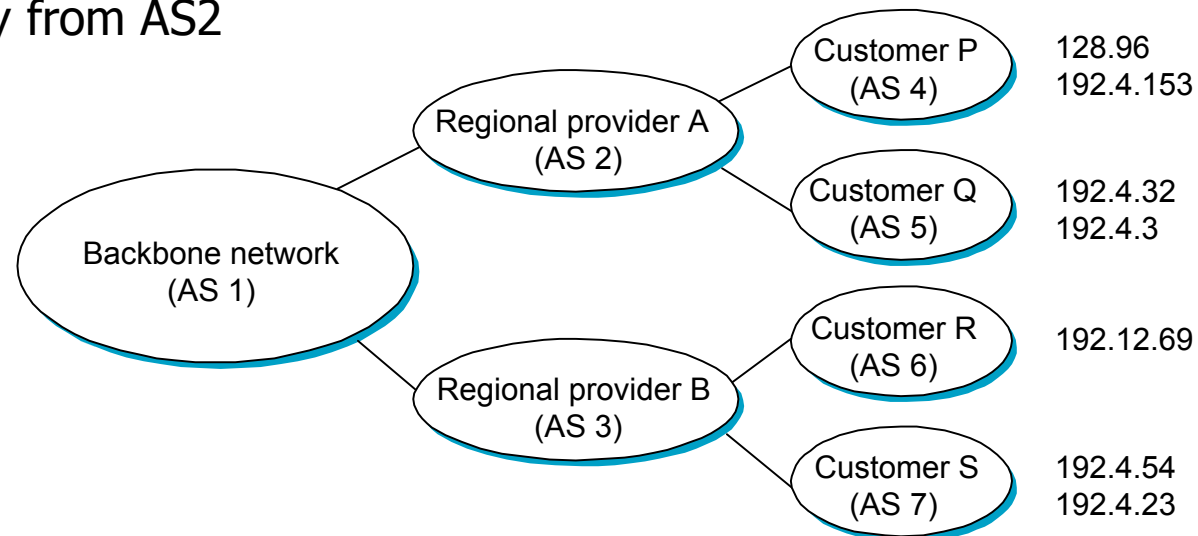 y from AS2
Customer P
(AS 4)
128.96
192.4.153
Regional provider A
(AS 2)
Customer Q
(AS 5)
192.4.32
192.4.3
Backbone network
(AS 1)
Customer R
(AS 6)
192.12.69
Regional provider B
(AS 3)
Customer S
(AS 7)
192.4.54
192.4.23